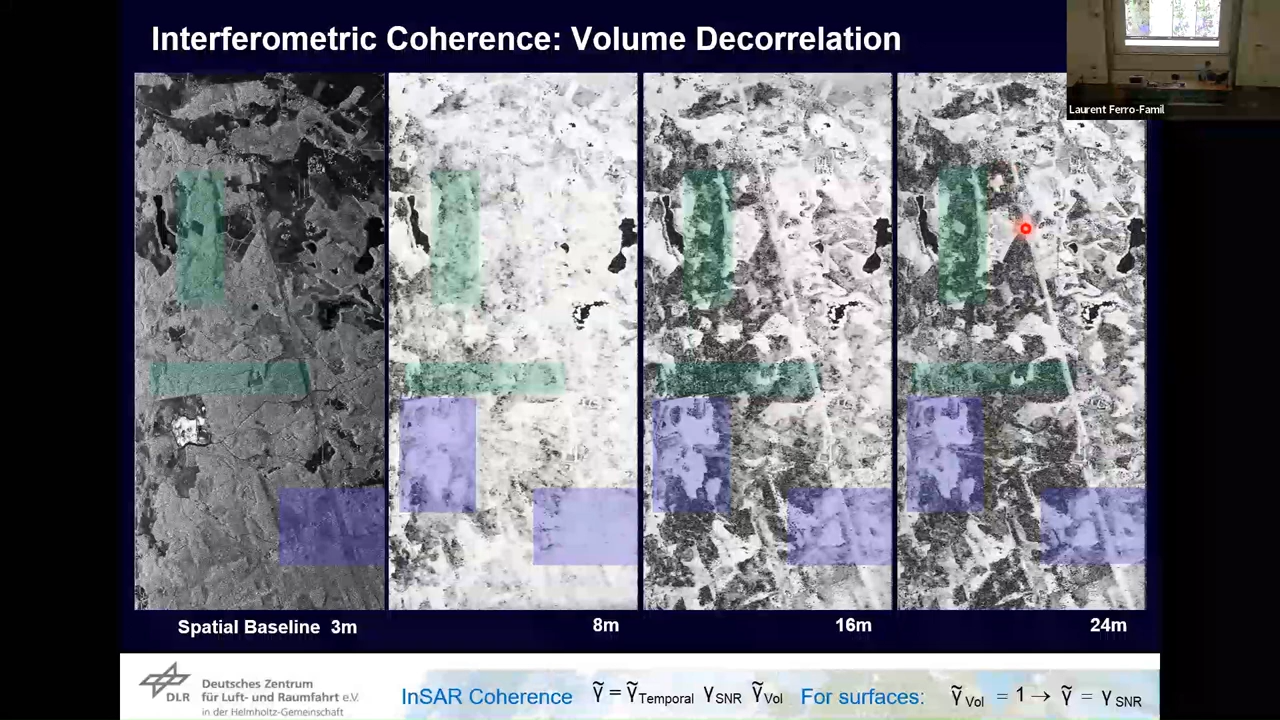 Interferometric Coherence: Volume Decorrelation
Laurent Ferro-Famil
Spatial Baseline 3m
8m
16m
24m
DLR
Deutsches Zentrum
für Luft- und Raumfahrt e.V.
in der Helmholtz-Gemeinschaft
InSAR Coherence γ̃ = γ̃Temporal γSNR γ̃Vol For surfaces: γ̃Vol = 1 → γ̃ = γSNR